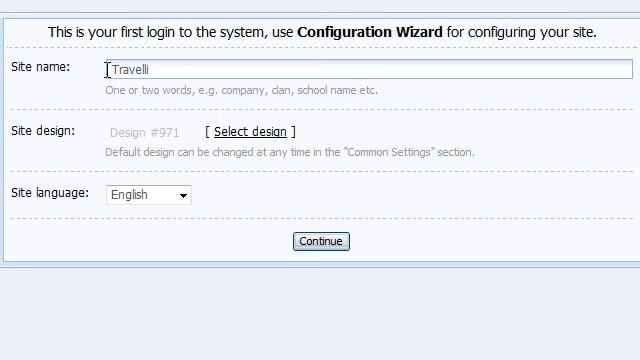 This is your first login to the system, use Configuration Wizard for configuring your site.
Site name: Travelli
One or two words, e.g. company, clan, school name etc.
Site design: Design #971 [ Select design ]
Default design can be changed at any time in the "Common Settings" section.
Site language: English
Continue